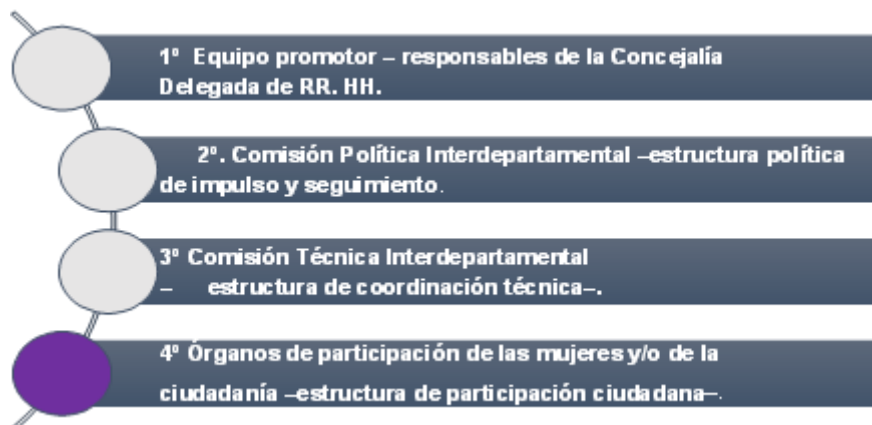 1º Equipo promotor – responsables de la Concejalía
Delegada de RR. HH.
2º. Comisión Política Interdepartamental –estructura política
de impulso y seguimiento.
3º Comisión Técnica Interdepartamental
– estructura de coordinación técnica–.
4º Órganos de participación de las mujeres y/o de la
ciudadanía –estructura de participación ciudadana–.